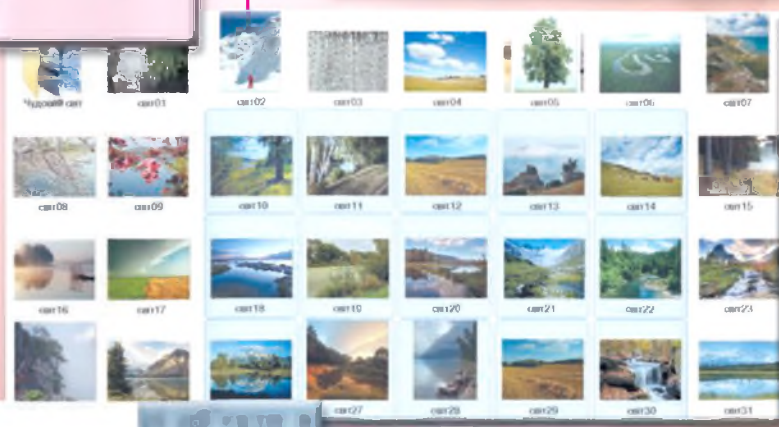 Чудовий світ світ01 світ02 світ03 світ04 світ05 світ06 світ07
світ08 світ09 світ10 світ11 світ12 світ13 світ14 світ15
світ16 світ17 світ18 світ19 світ20 світ21 світ22 світ23
світ27 світ28 світ29 світ30 світ31